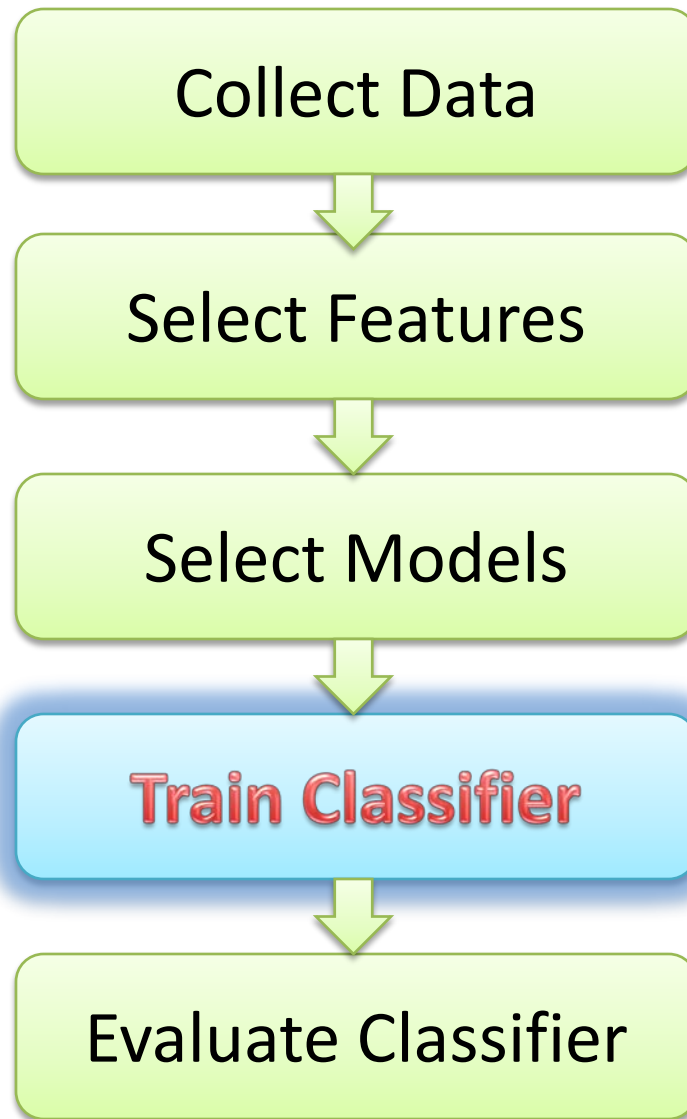 Collect Data
Select Features
Select Models
Train Classifier
Evaluate Classifier